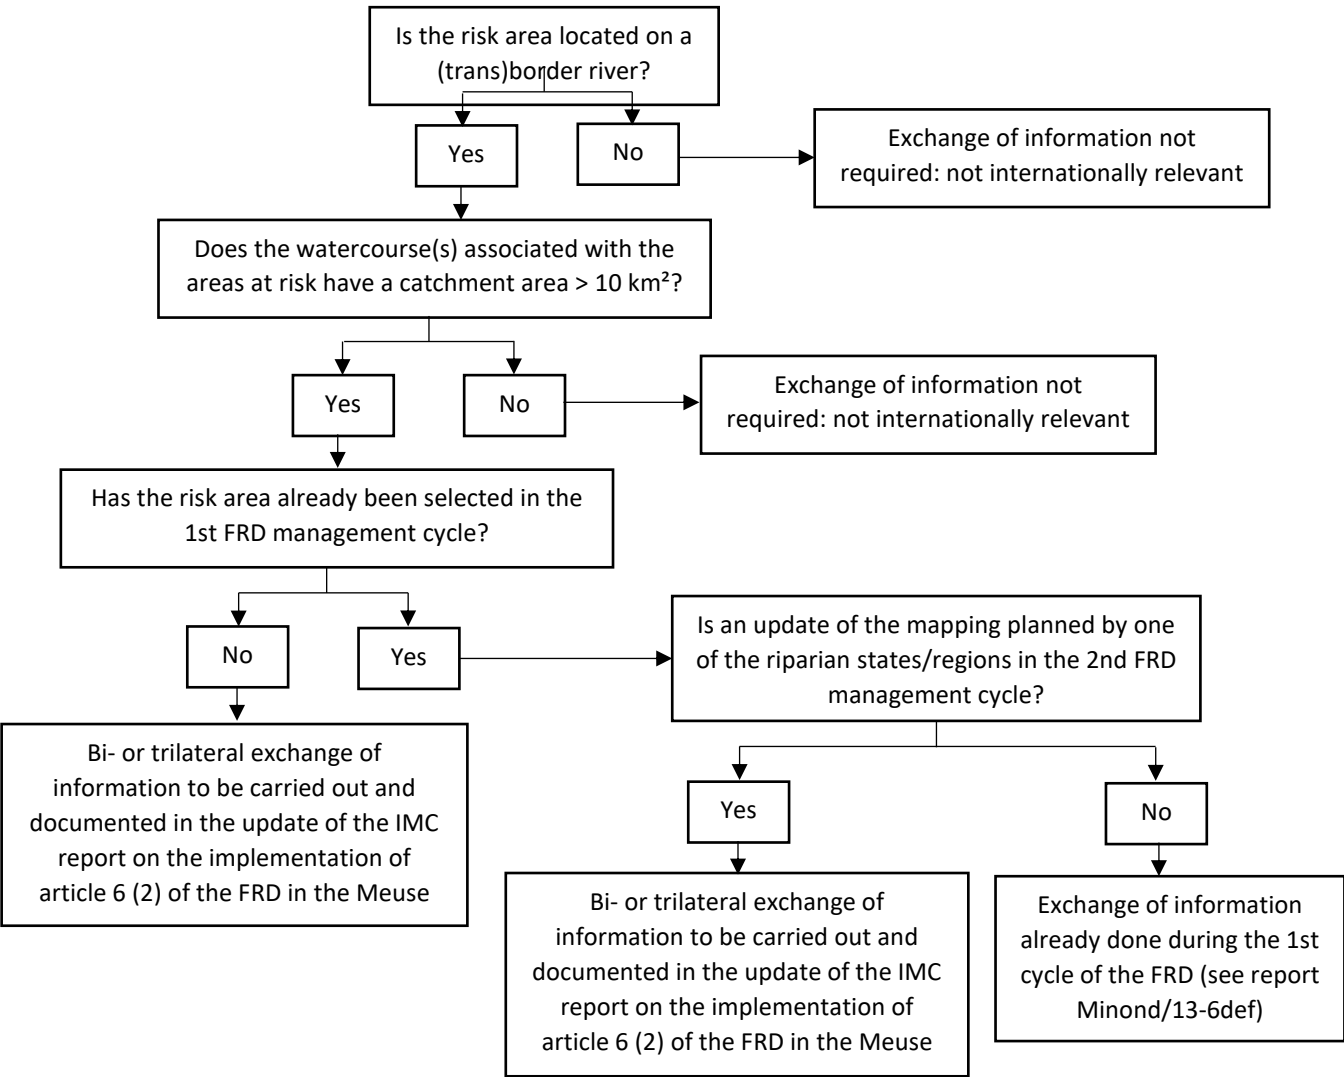 Is the risk area located on a
(trans)border river?
Yes
No
Exchange of information not
required: not internationally relevant
Does the watercourse(s) associated with the
areas at risk have a catchment area > 10 km²?
Yes
No
Exchange of information not
required: not internationally relevant
Has the risk area already been selected in the
1st FRD management cycle?
No
Yes
Is an update of the mapping planned by one
of the riparian states/regions in the 2nd FRD
management cycle?
Bi- or trilateral exchange of
information to be carried out and
documented in the update of the IMC
report on the implementation of
article 6 (2) of the FRD in the Meuse
Yes
No
Bi- or trilateral exchange of
information to be carried out and
documented in the update of the IMC
report on the implementation of
article 6 (2) of the FRD in the Meuse
Exchange of information
already done during the 1st
cycle of the FRD (see report
Minond/13-6def)